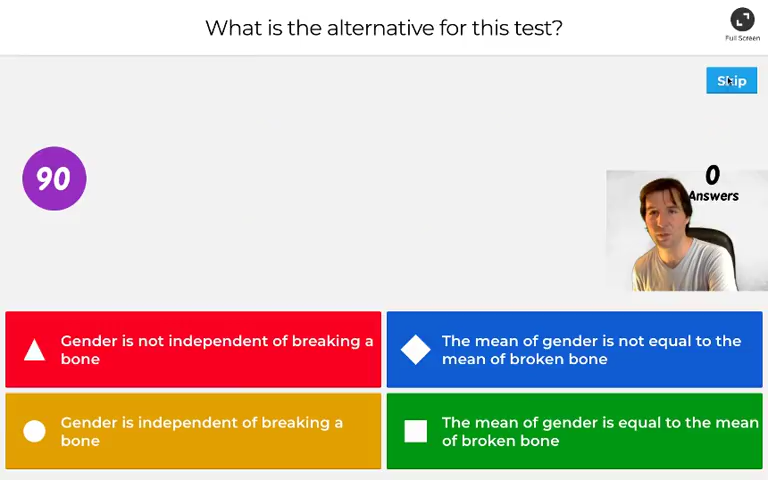 What is the alternative for this test?
Full Screen
Skip
90
0
Answers
Gender is not independent of breaking a
bone
The mean of gender is not equal to the
mean of broken bone
Gender is independent of breaking a
bone
The mean of gender is equal to the mean
of broken bone